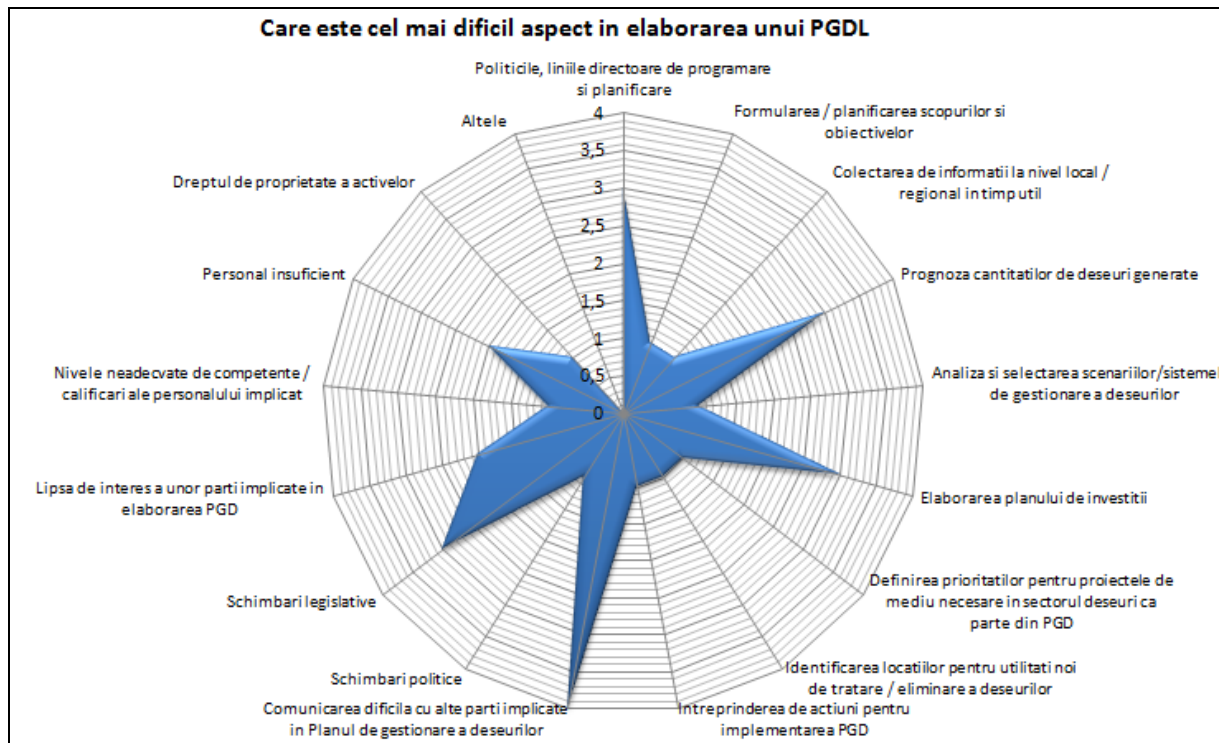 Care este cel mai dificil aspect in elaborarea unui PGDL
Politicile, liniile directoare de programare
si planificare
Formularea / planificarea scopurilor si
obiectivelor
Colectarea de informatii la nivel local /
regional in timp util
Prognoza cantitatilor de deseuri generate
Analiza si selectarea scenariilor/sistemel
de gestionare a deseurilor
Elaborarea planului de investitii
Definirea prioritatilor pentru proiectele de
mediu necesare in sectorul deseuri ca
parte din PGD
Identificarea locatiilor pentru utilitati noi
de tratare / eliminare a deseurilor
Intreprinderea de actiuni pentru
implementarea PGD
Comunicarea dificila cu alte parti implicate
in Planul de gestionare a deseurilor
Schimbari politice
Schimbari legislative
Lipsa de interes a unor parti implicate in
elaborarea PGD
Nivele neadecvate de competente /
calificari ale personalului implicat
Personal insuficient
Dreptul de proprietate a activelor
Altele
4
3,5
3
2,5
2
1,5
1
0,5
0